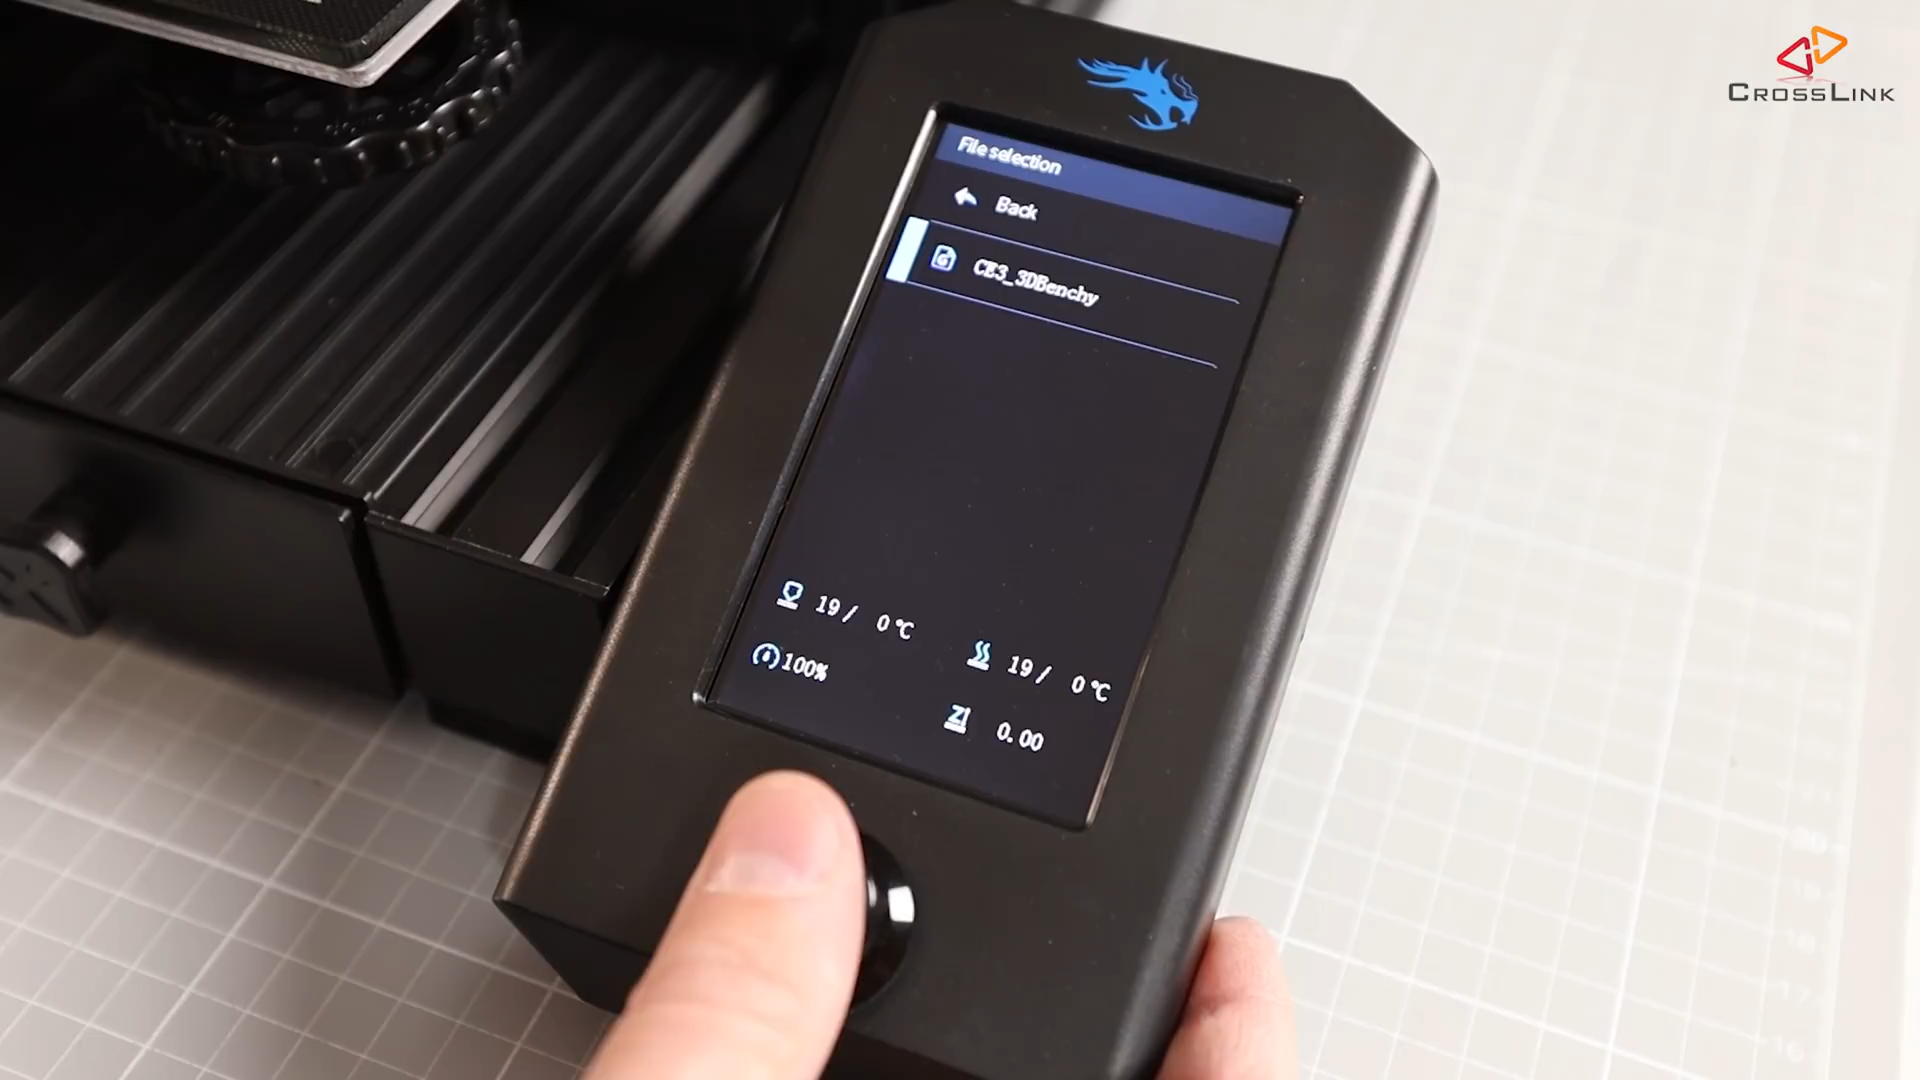 CROSSLINK
File selection
Back
CE3_3DBenchy
19 / 0 ℃
19 / 0 ℃
100%
0.00